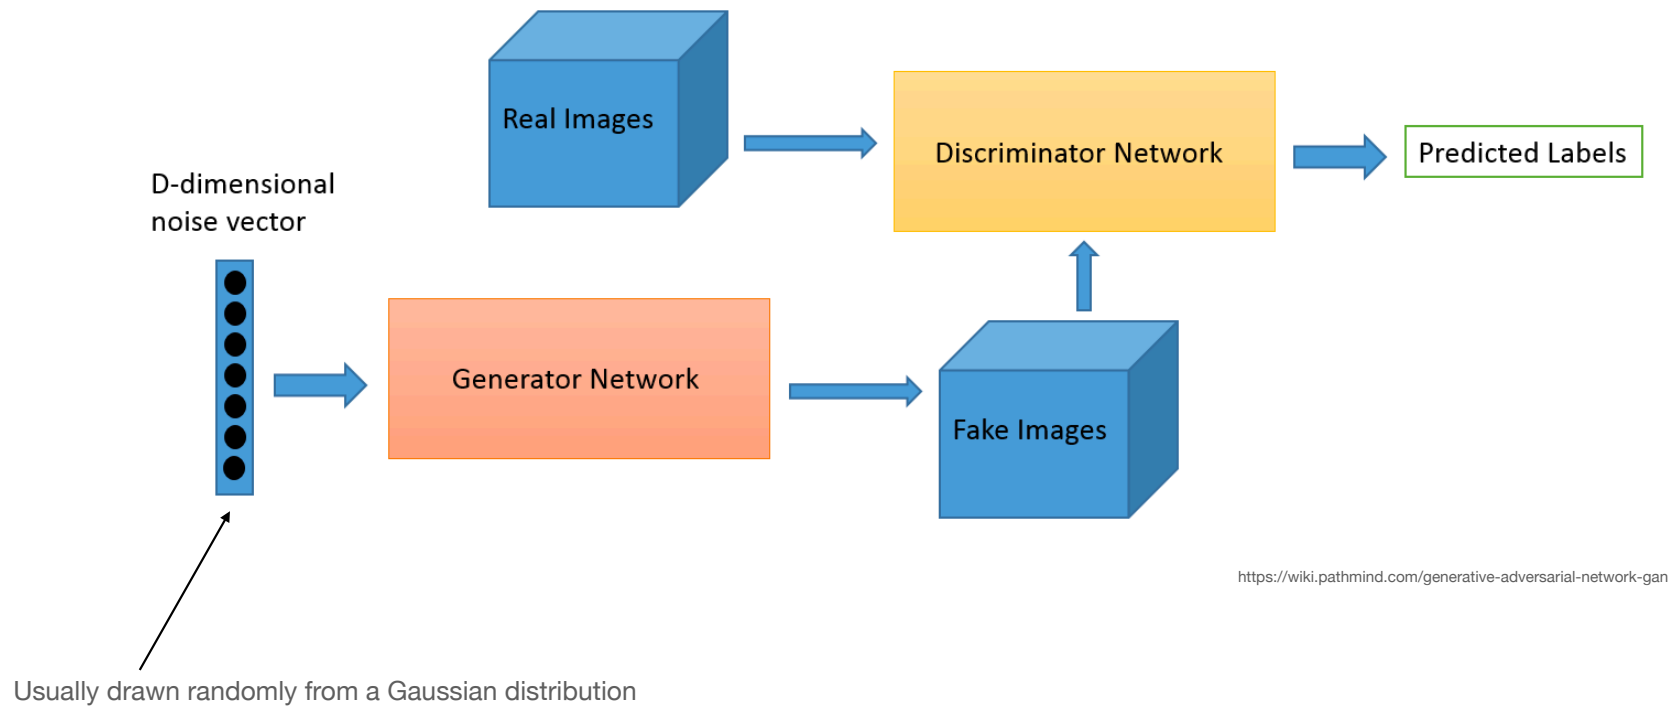 Real Images
Discriminator Network
Predicted Labels
D-dimensional
noise vector
Generator Network
Fake Images
https://wiki.pathmind.com/generative-adversarial-network-gan
Usually drawn randomly from a Gaussian distribution